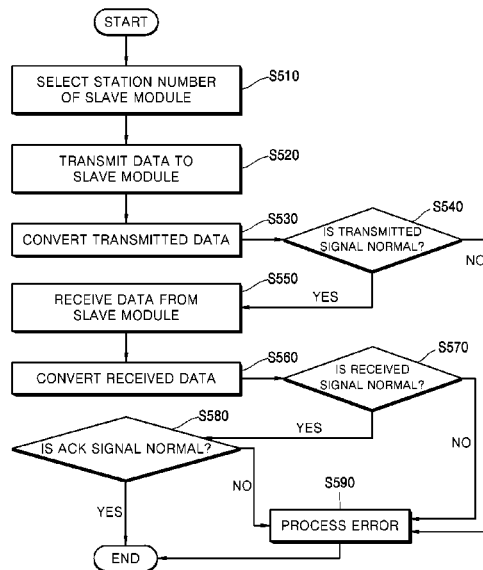 START
SELECT STATION NUMBER
OF SLAVE MODULE
S510
TRANSMIT DATA TO
SLAVE MODULE
S520
CONVERT TRANSMITTED DATA
S530
IS TRANSMITTED
SIGNAL NORMAL?
S540
NO
YES
RECEIVE DATA FROM
SLAVE MODULE
S550
CONVERT RECEIVED DATA
S560
IS RECEIVED
SIGNAL NORMAL?
S570
YES
NO
IS ACK SIGNAL NORMAL?
S580
NO
YES
PROCESS ERROR
S590
END